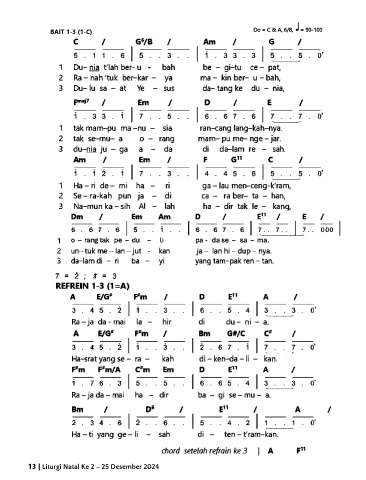 BAIT 1-3 (1-C)
Do = C & A, 6/8, ♩ = 90-100
C / G⁶/B / Am / G /
5 . 1 1 . 6 | 5 . . 3 . . | 1 . 3 3 . 3 | 5 . . 5 . 0'
1 Du– nia t'lah ber- u - bah be – gi–tu ce – pat,
2 Ra – nah 'tuk ber–kar – ya ma – kin ber– u – bah,
3 Du– lu sa – at Ye – sus da– tang ke du – nia,
Fmaj7 / Em / D / E /
1 . 3 3 . 1 | 7 . . 5 . . | 6 . 6 7 . 6 | 5 . . 7 . . 0'
1 tak mam–pu ma –nu – sia ran–cang lang–kah–nya.
2 tak se–mu– a o – rang mam– pu me– nge – jar.
3 du–nia ju – ga a – da di da–lam re – sah.
Am / Em / F G¹¹ C /
1 . 1 2 . 1 | 7 . . 3 . . | 4 . 4 5 . 6 | 5 . . 5 . 0'
1 Ha – ri de – mi ha – ri ga – lau men–ceng-k'ram,
2 Se – ra–kah pun ja – di ca – ra ber– ta – han,
3 Na–mun ka – sih Al – lah ha – dir tak le – kang,
Dm / Em Am D / E¹¹ / E /
6 . 6 7 . 6 | 5 . . 1 . . | 6 . 6 7 . 6 | 7 . . 7 . . | 7 . . 000
1 o – rang tak pe – du – li pa - da se – sa – ma.
2 un– tuk me – lan – jut - kan ja – lan hi – dup – nya.
3 da–lam di – ri ba – yi yang tam–pak ren – tan.
7 = 2 ; 1 = 3
REFREIN 1-3 (1=A)
A E/G# F#m / D E¹¹ A /
3 . 4 5 . 2 | 1 . . 3 . / | 6 . . 5 . 4 | 3 . . 3 . 0'
Ra – ja da - mai la – hir di du – ni – a.
A E/G# F#m / Bm G#/C C# /
3 . 4 5 . 2 | 1 . . 3 . / | 2 . 6 7 . 1 | 7 . . 7 . 0'
Ha–srat yang se – ra – kah di – ken–da – li – kan.
F#m F#m/A C#m Em D E¹¹ A /
1 . 7 6 . 3 | 5 . . 5 . . | 6 . 6 5 . 4 | 3 . . 3 . 0'
Ra – ja da – mai ha – dir ba – gi se – mu – a.
Bm / D⁶ / E¹¹ / A /
2 . 3 4 . 6 | 2 . . 6 . . | 5 . . 4 . 2 | 1 . . 1 . 0'
Ha – ti yang ge – li – sah di – ten – t'ram–kan.
chord setelah refrain ke 3 | A F¹¹
13 | Liturgi Natal Ke 2 – 25 Desember 2024